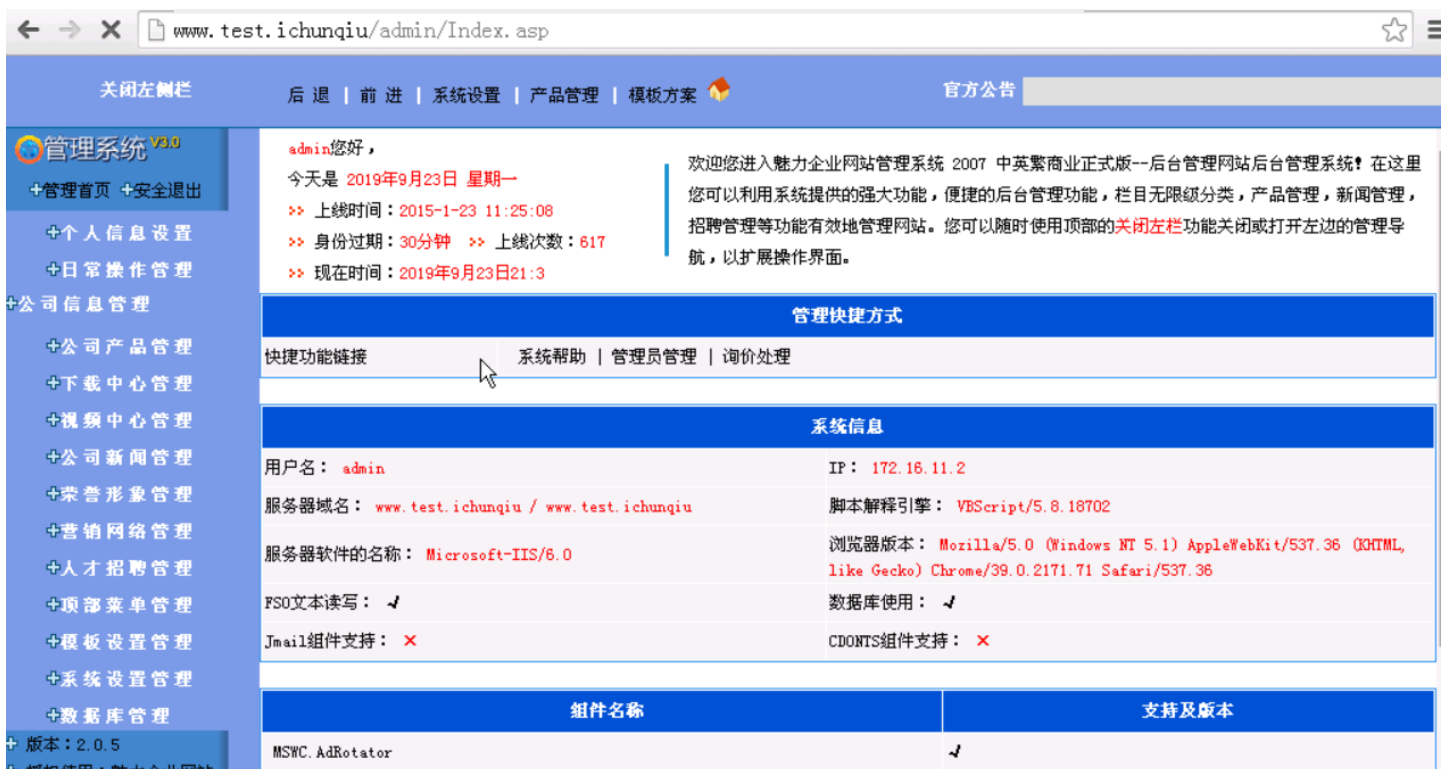 www.test.ichunqiu/admin/Index.asp
关闭左侧栏
后 退 | 前 进 | 系统设置 | 产品管理 | 模板方案
官方公告
管理系统 V3.0
管理首页 安全退出
个人信息设置
日常操作管理
公司信息管理
公司产品管理
下载中心管理
视频中心管理
公司新闻管理
荣誉形象管理
营销网络管理
人才招聘管理
顶部菜单管理
模板设置管理
系统设置管理
数据库管理
版本：2.0.5
admin您好，
今天是 2019年9月23日 星期一
>> 上线时间：2015-1-23 11:25:08
>> 身份过期：30分钟 >> 上线次数：617
>> 现在时间：2019年9月23日21:3
欢迎您进入魅力企业网站管理系统 2007 中英繁商业正式版--后台管理网站后台管理系统！在这里
您可以利用系统提供的强大功能，便捷的后台管理功能，栏目无限级分类，产品管理，新闻管理，
招聘管理等功能有效地管理网站。您可以随时使用顶部的关闭左栏功能关闭或打开左边的管理导
航，以扩展操作界面。
管理快捷方式
快捷功能链接 系统帮助 | 管理员管理 | 询价处理
系统信息
用户名： admin IP： 172.16.11.2
服务器域名： www.test.ichunqiu / www.test.ichunqiu 脚本解释引擎： VBScript/5.8.18702
服务器软件的名称： Microsoft-IIS/6.0 浏览器版本： Mozilla/5.0 (Windows NT 5.1) AppleWebKit/537.36 (KHTML,
like Gecko) Chrome/39.0.2171.71 Safari/537.36
FSO文本读写： √ 数据库使用： √
Jmail组件支持： × CDONTS组件支持： ×
组件名称 支持及版本
MSWC.AdRotator √